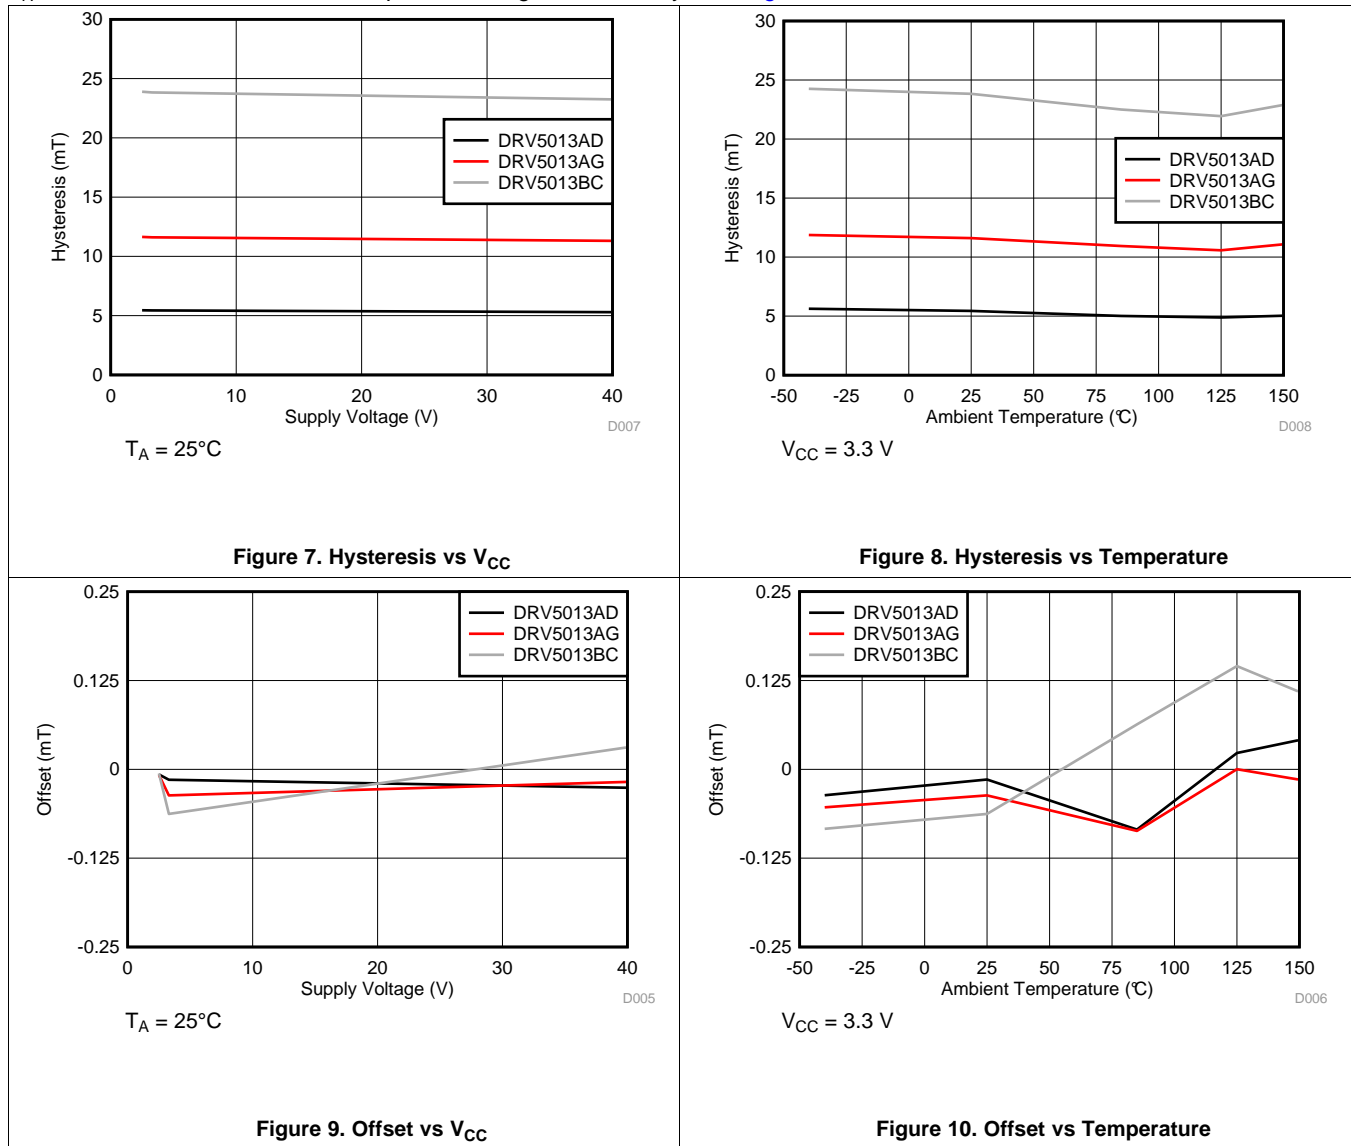 30
25
20
15
10
5
0
Hysteresis (mT)
DRV5013AD
DRV5013AG
DRV5013BC
0 10 20 30 40
Supply Voltage (V)
D007
T_A = 25°C
Figure 7. Hysteresis vs V_CC
30
25
20
15
10
5
0
Hysteresis (mT)
DRV5013AD
DRV5013AG
DRV5013BC
-50 -25 0 25 50 75 100 125 150
Ambient Temperature (°C)
D008
V_CC = 3.3 V
Figure 8. Hysteresis vs Temperature
0.25
0.125
0
-0.125
-0.25
Offset (mT)
DRV5013AD
DRV5013AG
DRV5013BC
0 10 20 30 40
Supply Voltage (V)
D005
T_A = 25°C
Figure 9. Offset vs V_CC
0.25
0.125
0
-0.125
-0.25
Offset (mT)
DRV5013AD
DRV5013AG
DRV5013BC
-50 -25 0 25 50 75 100 125 150
Ambient Temperature (°C)
D006
V_CC = 3.3 V
Figure 10. Offset vs Temperature